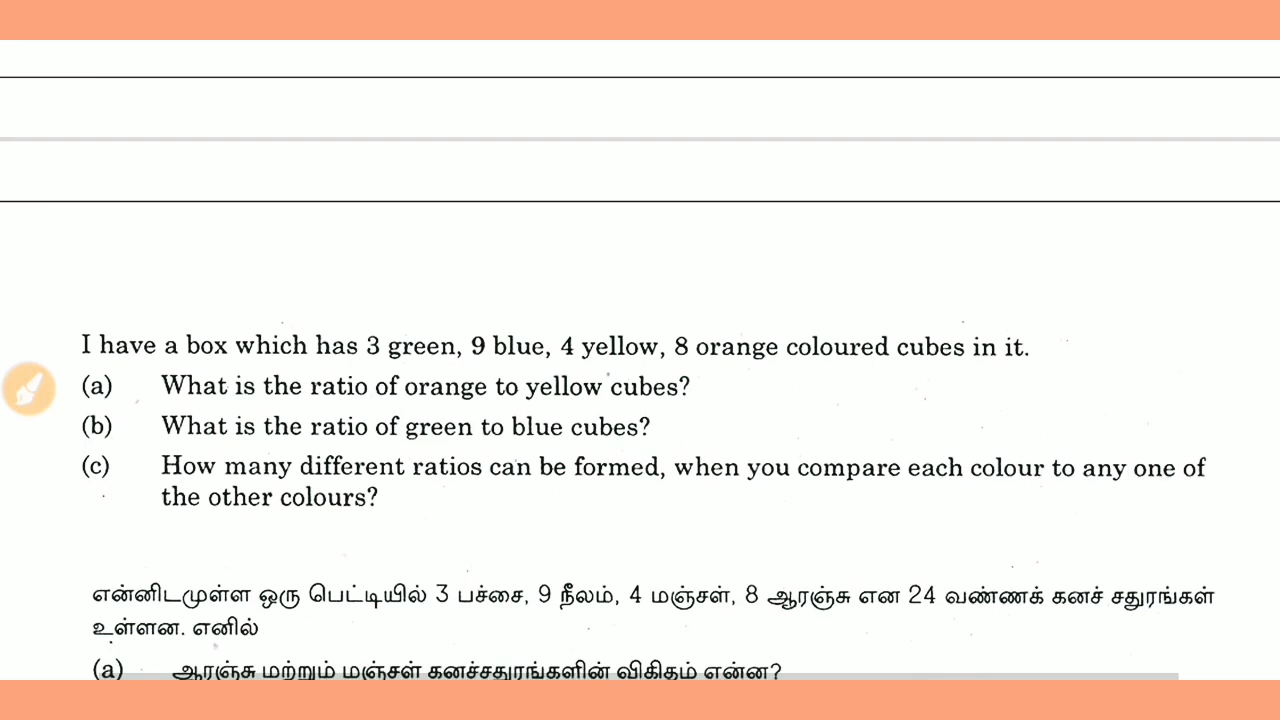 I have a box which has 3 green, 9 blue, 4 yellow, 8 orange coloured cubes in it.
(a) What is the ratio of orange to yellow cubes?
(b) What is the ratio of green to blue cubes?
(c) How many different ratios can be formed, when you compare each colour to any one of
the other colours?
என்னிடமுள்ள ஒரு பெட்டியில் 3 பச்சை, 9 நீலம், 4 மஞ்சள், 8 ஆரஞ்சு என 24 வண்ணக் கனச் சதுரங்கள்
உள்ளன. எனில்
(a) ஆரஞ்சு மற்றும் மஞ்சள் கனச்சதுரங்களின் விகிதம் என்ன?